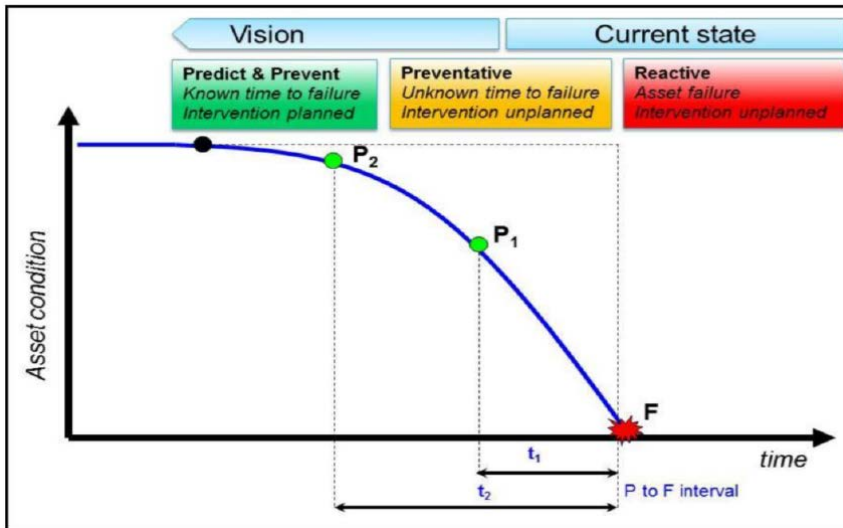 Vision
Current state
Predict & Prevent
Known time to failure
Intervention planned
Preventative
Unknown time to failure
Intervention unplanned
Reactive
Asset failure
Intervention unplanned
P₂
P₁
Asset condition
F
time
t₁
t₂
P to F interval